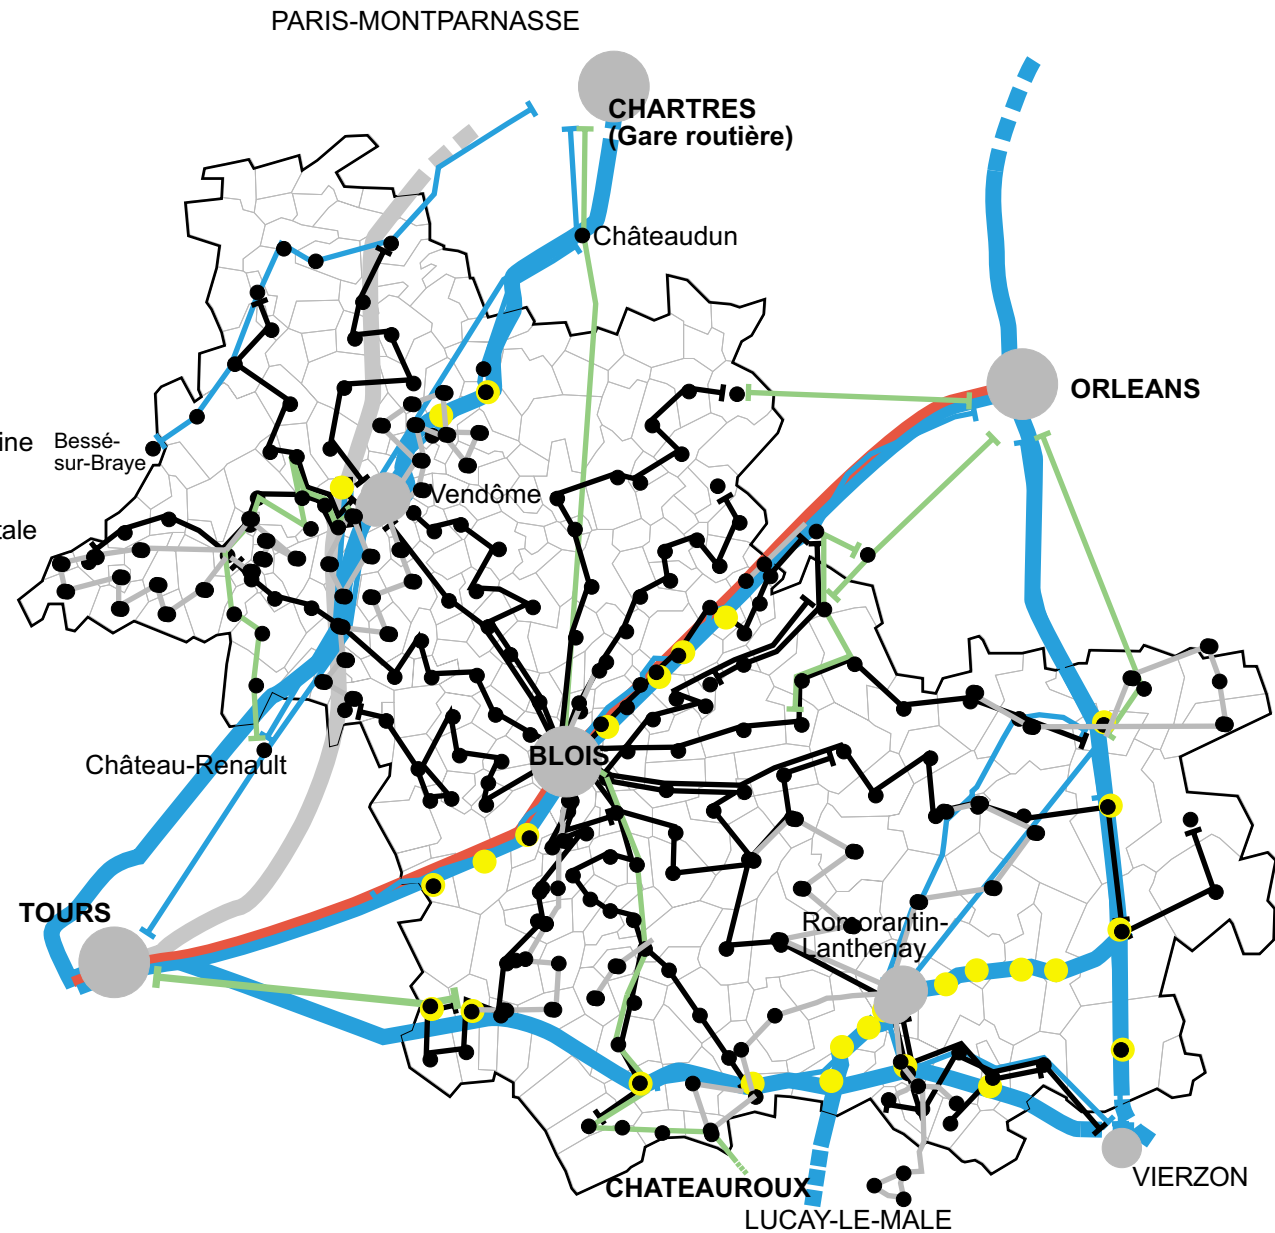 PARIS-MONTPARNASSE
CHARTRES
(Gare routière)
Châteaudun
ORLEANS
ine
Bessé-
sur-Braye
Vendôme
tale
BLOIS
Château-Renault
TOURS
Romorantin-
Lanthenay
VIERZON
CHATEAUROUX
LUCAY-LE-MALE